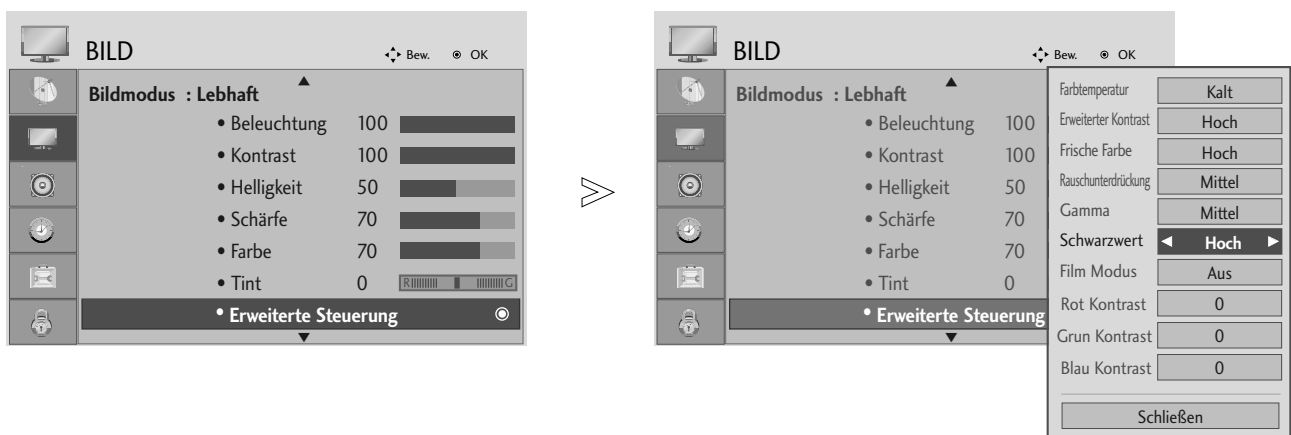 BILD
Bew. OK
Bildmodus : Lebhaft
• Beleuchtung 100
• Kontrast 100
• Helligkeit 50
• Schärfe 70
• Farbe 70
• Tint 0 R G
• Erweiterte Steuerung
BILD
Bew. OK
Bildmodus : Lebhaft
• Beleuchtung 100
• Kontrast 100
• Helligkeit 50
• Schärfe 70
• Farbe 70
• Tint 0
• Erweiterte Steuerung
Farbtemperatur Kalt
Erweiterter Kontrast Hoch
Frische Farbe Hoch
Rauschunterdrückung Mittel
Gamma Mittel
Schwarzwert Hoch
Film Modus Aus
Rot Kontrast 0
Grun Kontrast 0
Blau Kontrast 0
Schließen